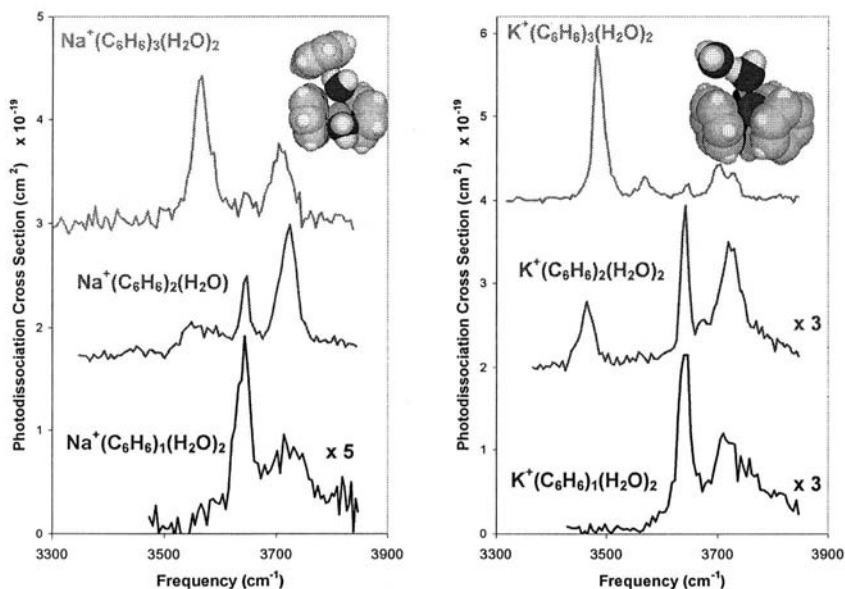 Photodissociation Cross Section (cm²) x 10⁻¹⁹
5
4
3
2
1
0
Na⁺(C₆H₆)₃(H₂O)₂
Na⁺(C₆H₆)₂(H₂O)
Na⁺(C₆H₆)₁(H₂O)₂
x 5
3300 3500 3700 3900
Frequency (cm⁻¹)
Photodissociation Cross Section (cm²) x 10⁻¹⁹
6
5
4
3
2
1
0
K⁺(C₆H₆)₃(H₂O)₂
K⁺(C₆H₆)₂(H₂O)₂
x 3
K⁺(C₆H₆)₁(H₂O)₂
x 3
3300 3500 3700 3900
Frequency (cm⁻¹)